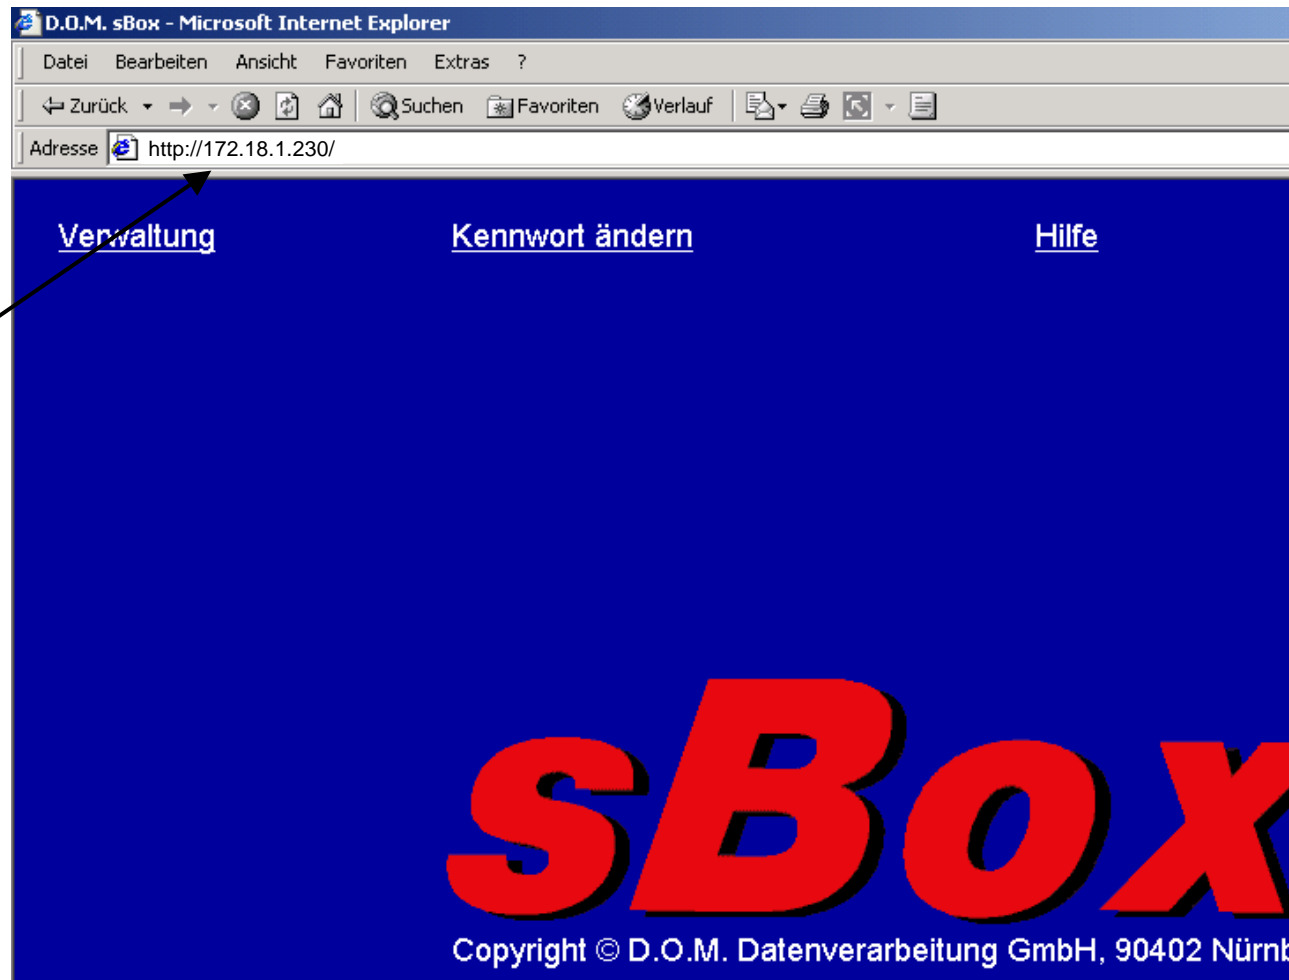 D.O.M. sBox - Microsoft Internet Explorer
Datei Bearbeiten Ansicht Favoriten Extras ?
Zurück Suchen Favoriten Verlauf
Adresse http://172.18.1.230/
Verwaltung Kennwort ändern Hilfe
sBox
Copyright © D.O.M. Datenverarbeitung GmbH, 90402